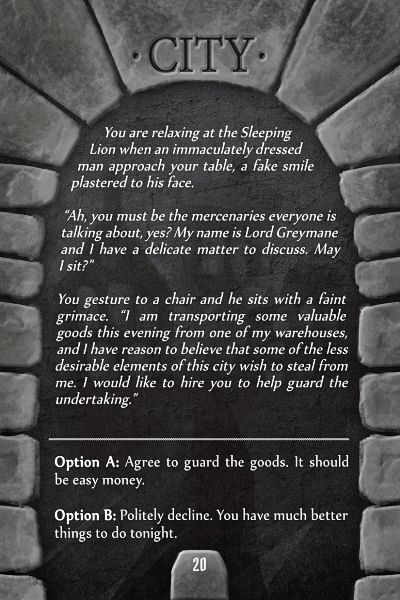 · CITY ·
You are relaxing at the Sleeping
Lion when an immaculately dressed
man approach your table, a fake smile
plastered to his face.
“Ah, you must be the mercenaries everyone is
talking about, yes? My name is Lord Greymane
and I have a delicate matter to discuss. May
I sit?”
You gesture to a chair and he sits with a faint
grimace. “I am transporting some valuable
goods this evening from one of my warehouses,
and I have reason to believe that some of the less
desirable elements of this city wish to steal from
me. I would like to hire you to help guard the
undertaking.”
Option A: Agree to guard the goods. It should
be easy money.
Option B: Politely decline. You have much better
things to do tonight.
20